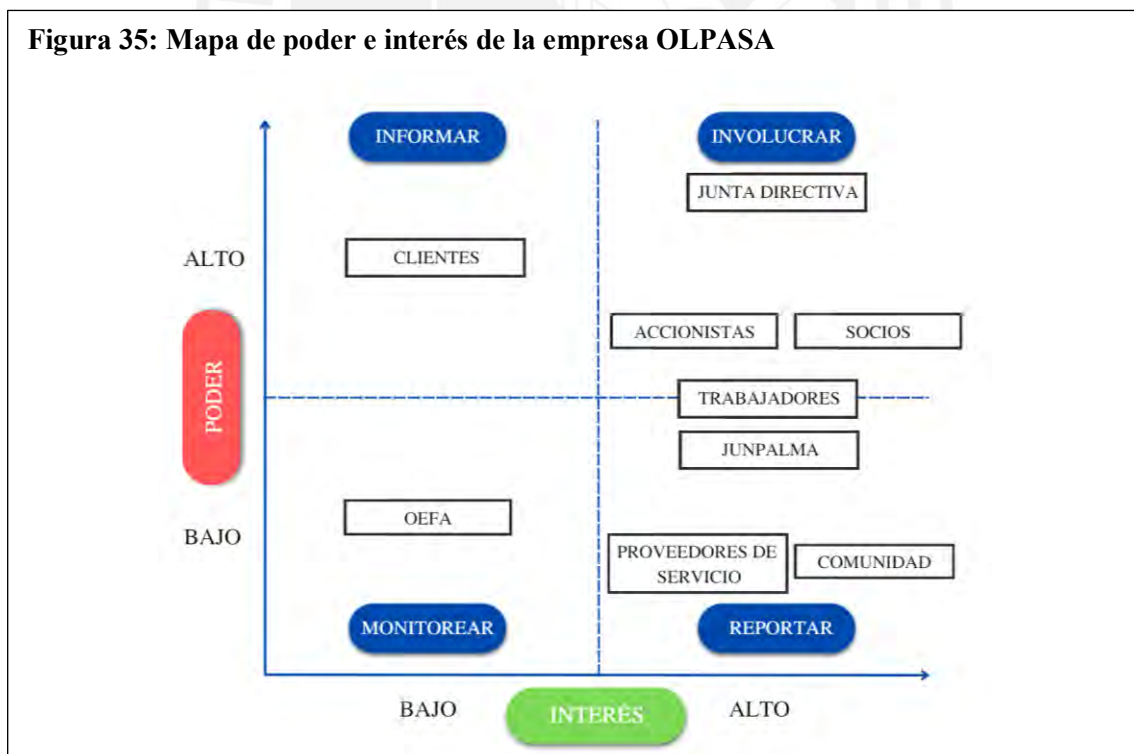 Figura 35: Mapa de poder e interés de la empresa OLPASA
INFORMAR
INVOLUCRAR
JUNTA DIRECTIVA
ALTO
CLIENTES
ACCIONISTAS
SOCIOS
PODER
TRABAJADORES
JUNPALMA
OEFA
BAJO
PROVEEDORES DE
SERVICIO
COMUNIDAD
MONITOREAR
REPORTAR
BAJO
INTERÉS
ALTO